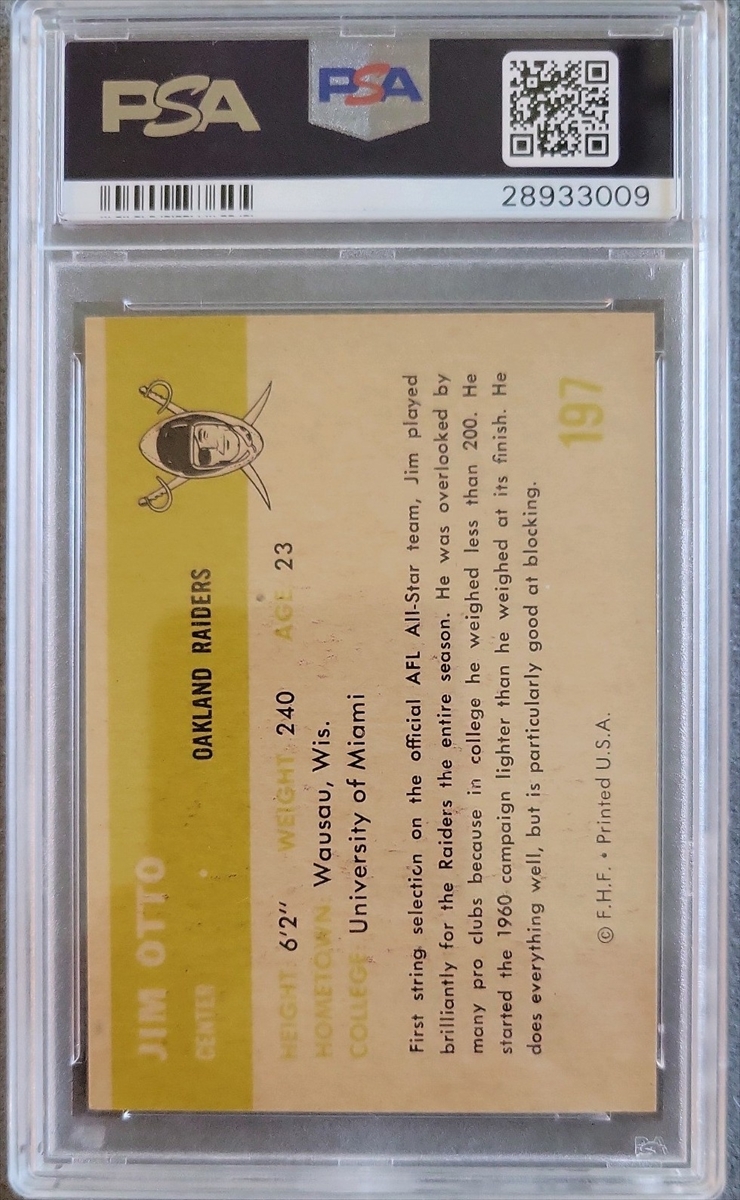 PSA
PSA
28933009
JIM OTTO
CENTER
OAKLAND RAIDERS
HEIGHT 6'2" WEIGHT 240 AGE 23
HOMETOWN Wausau, Wis.
COLLEGE University of Miami
First string selection on the official AFL All-Star team, Jim played
brilliantly for the Raiders the entire season. He was overlooked by
many pro clubs because in college he weighed less than 200. He
started the 1960 campaign lighter than he weighed at its finish. He
does everything well, but is particularly good at blocking.
197
© F.H.F. • Printed U.S.A.